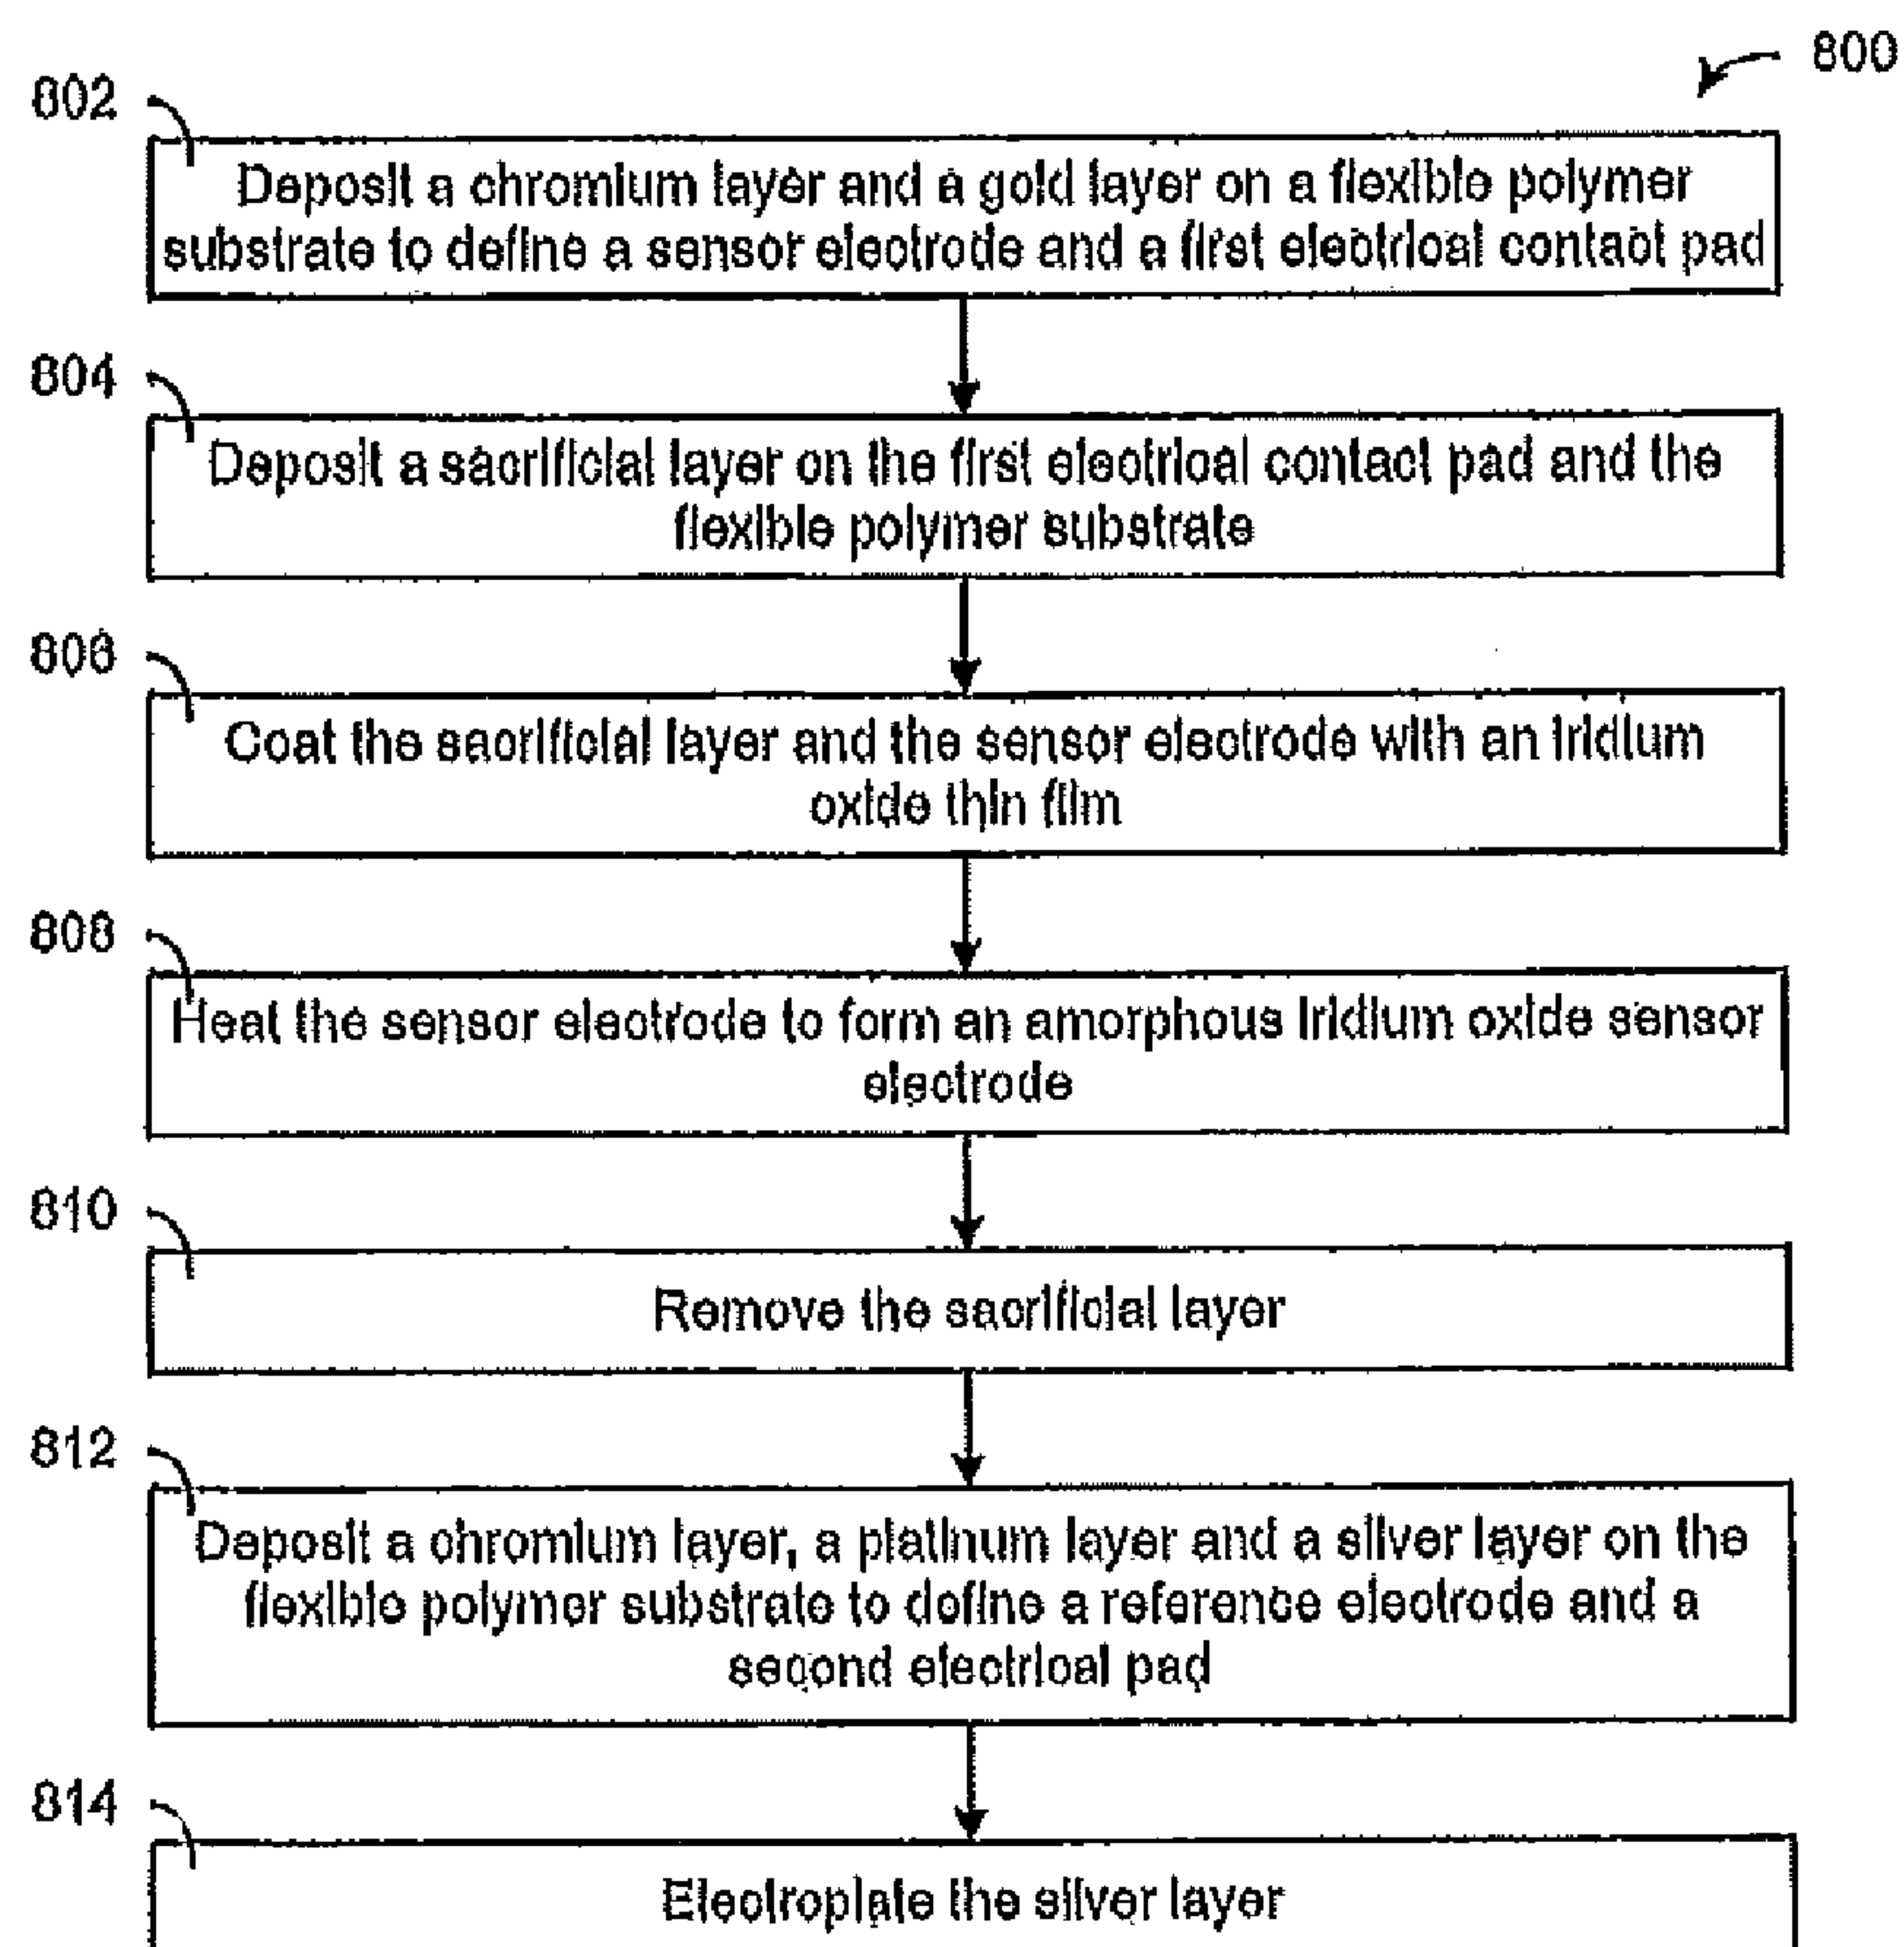 800
802
Deposit a chromium layer and a gold layer on a flexible polymer
substrate to define a sensor electrode and a first electrical contact pad
804
Deposit a sacrificial layer on the first electrical contact pad and the
flexible polymer substrate
806
Coat the sacrificial layer and the sensor electrode with an iridium
oxide thin film
808
Heat the sensor electrode to form an amorphous iridium oxide sensor
electrode
810
Remove the sacrificial layer
812
Deposit a chromium layer, a platinum layer and a silver layer on the
flexible polymer substrate to define a reference electrode and a
second electrical pad
814
Electroplate the silver layer